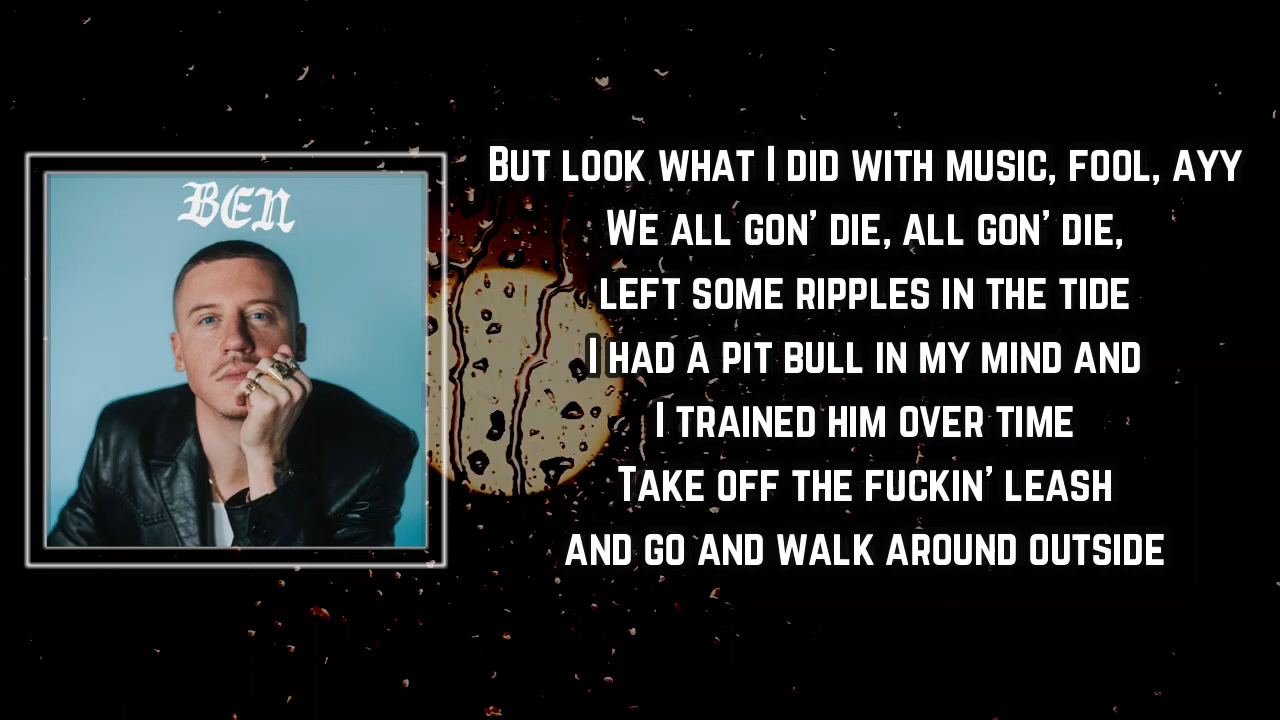 BEN
But look what I did with music, fool, ayy
We all gon' die, all gon' die,
left some ripples in the tide
I had a pit bull in my mind and
I trained him over time
Take off the fuckin' leash
and go and walk around outside